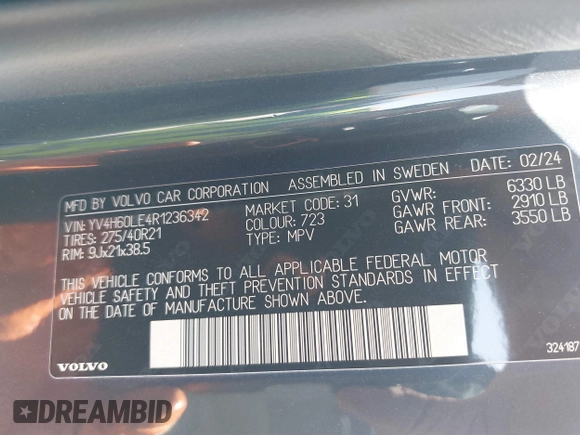 MFD BY VOLVO CAR CORPORATION ASSEMBLED IN SWEDEN DATE: 02/24
VIN: YV4H60LE4R1236342 MARKET CODE: 31 GVWR: 6330 LB
TIRES: 275/40R21 COLOUR: 723 GAWR FRONT: 2910 LB
RIM: 9Jx21x38.5 TYPE: MPV GAWR REAR: 3550 LB
THIS VEHICLE CONFORMS TO ALL APPLICABLE FEDERAL MOTOR
VEHICLE SAFETY AND THEFT PREVENTION STANDARDS IN EFFECT
ON THE DATE OF MANUFACTURE SHOWN ABOVE.
VOLVO 324187
DREAMBID